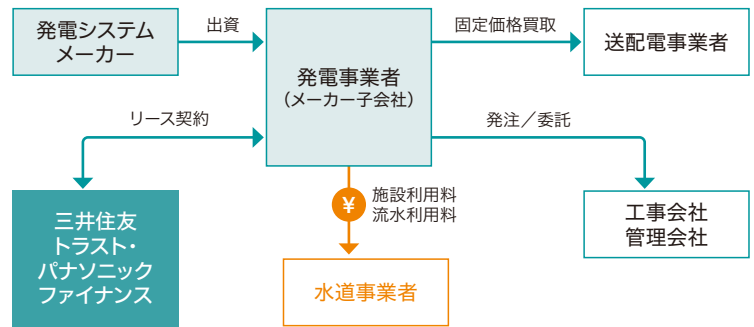 発電システム
メーカー
出資
発電事業者
（メーカー子会社）
固定価格買取
送配電事業者
リース契約
発注／委託
三井住友
トラスト・
パナソニック
ファイナンス
¥
施設利用料
流水利用料
水道事業者
工事会社
管理会社